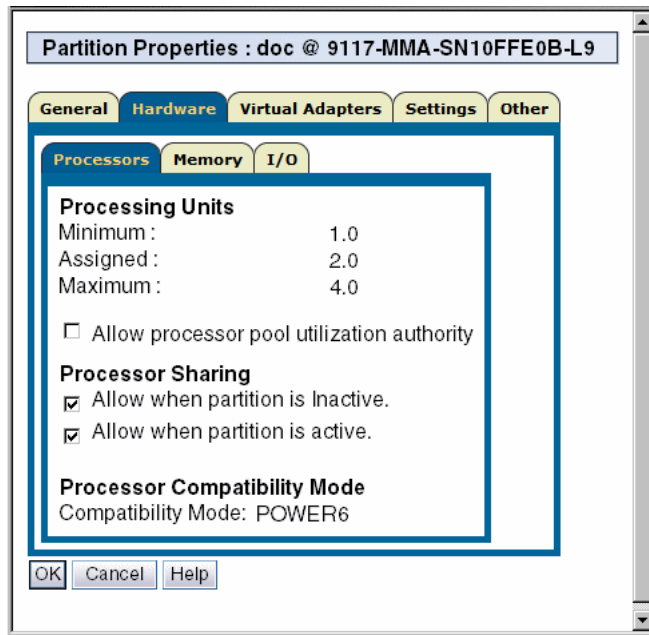 Partition Properties : doc @ 9117-MMA-SN10FFE0B-L9
General Hardware Virtual Adapters Settings Other
Processors Memory I/O
Processing Units
Minimum : 1.0
Assigned : 2.0
Maximum : 4.0
Allow processor pool utilization authority
Processor Sharing
Allow when partition is Inactive.
Allow when partition is active.
Processor Compatibility Mode
Compatibility Mode: POWER6
OK Cancel Help